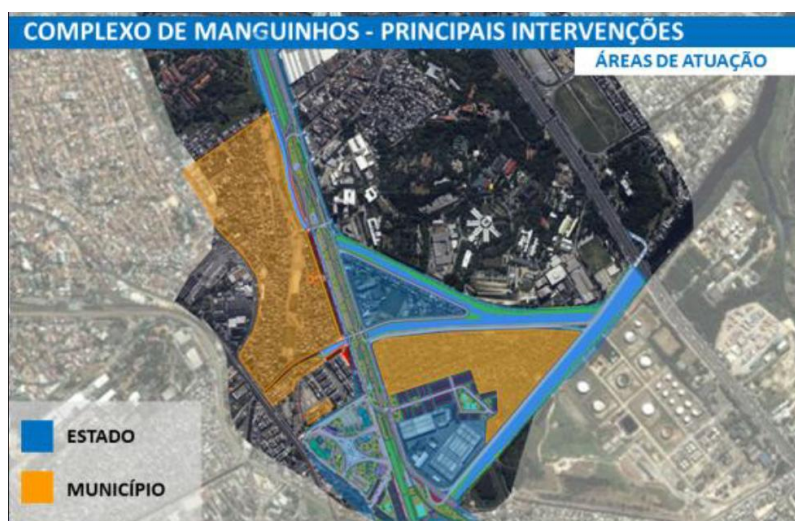 COMPLEXO DE MANGUINHOS - PRINCIPAIS INTERVENÇÕES
ÁREAS DE ATUAÇÃO
ESTADO
MUNICÍPIO